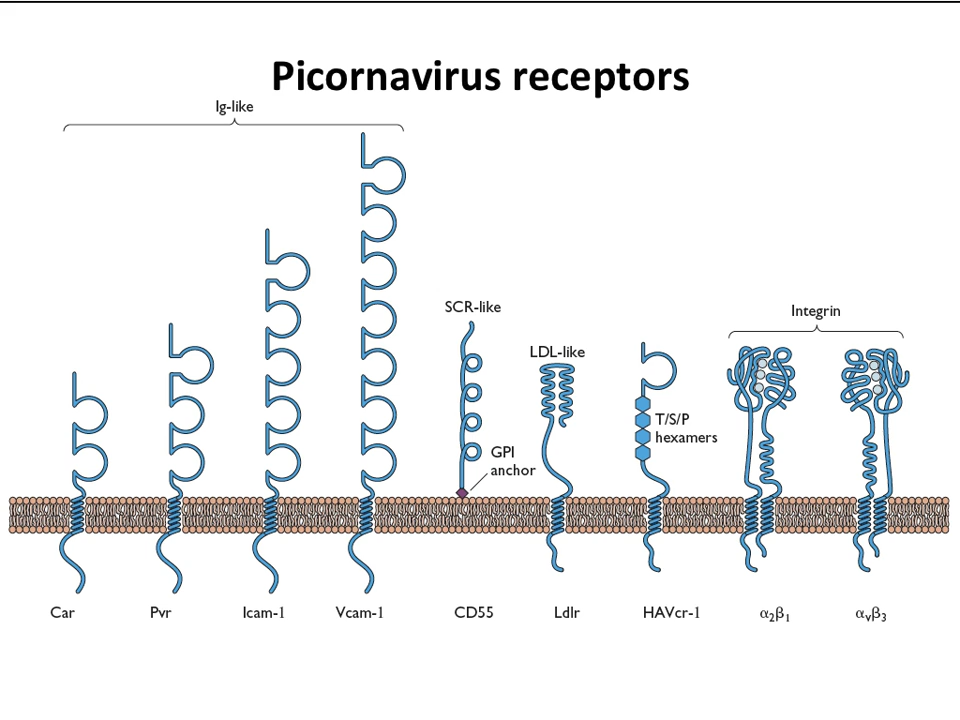 Picornavirus receptors
Ig-like
SCR-like
Integrin
LDL-like
T/S/P
hexamers
GPI
anchor
Car
Pvr
Icam-1
Vcam-1
CD55
Ldlr
HAVcr-1
α2β1
αvβ3